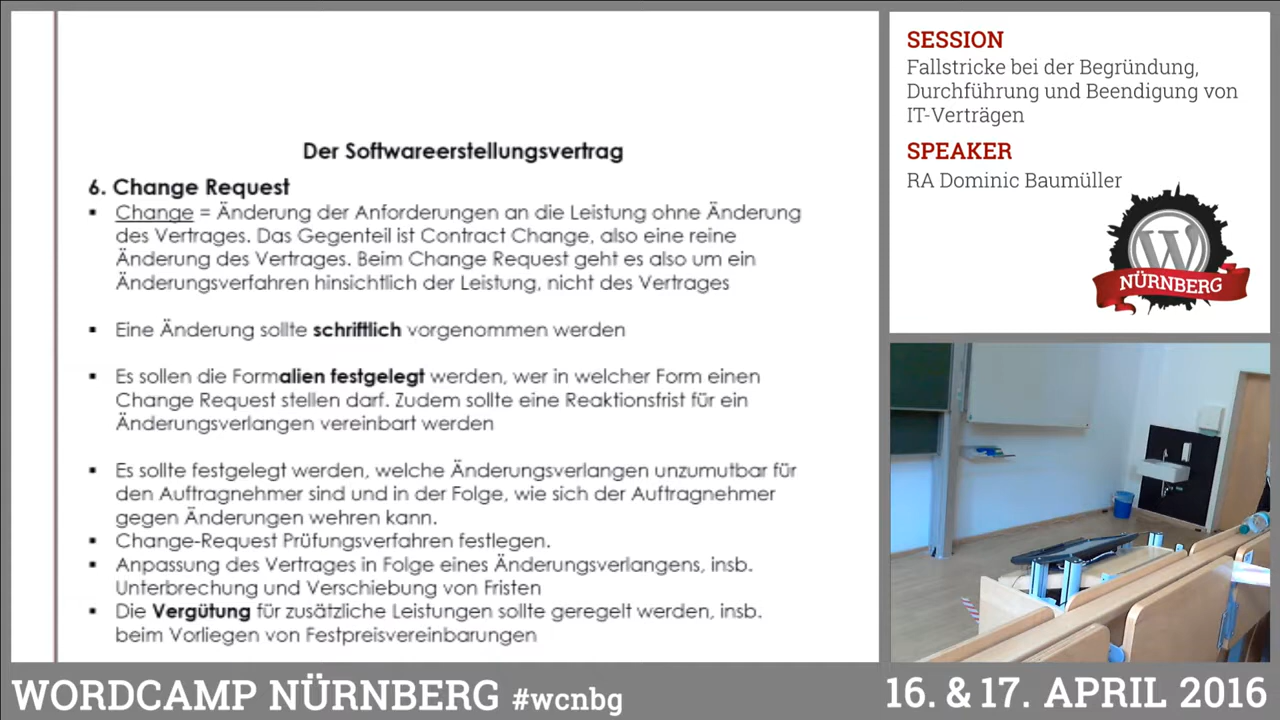 Der Softwareerstellungsvertrag
6. Change Request
▪ Change = Änderung der Anforderungen an die Leistung ohne Änderung
des Vertrages. Das Gegenteil ist Contract Change, also eine reine
Änderung des Vertrages. Beim Change Request geht es also um ein
Änderungsverfahren hinsichtlich der Leistung, nicht des Vertrages
▪ Eine Änderung sollte schriftlich vorgenommen werden
▪ Es sollen die Formalien festgelegt werden, wer in welcher Form einen
Change Request stellen darf. Zudem sollte eine Reaktionsfrist für ein
Änderungsverlangen vereinbart werden
▪ Es sollte festgelegt werden, welche Änderungsverlangen unzumutbar für
den Auftragnehmer sind und in der Folge, wie sich der Auftragnehmer
gegen Änderungen wehren kann.
▪ Change-Request Prüfungsverfahren festlegen.
▪ Anpassung des Vertrages in Folge eines Änderungsverlangens, insb.
Unterbrechung und Verschiebung von Fristen
▪ Die Vergütung für zusätzliche Leistungen sollte geregelt werden, insb.
beim Vorliegen von Festpreisvereinbarungen
SESSION
Fallstricke bei der Begründung,
Durchführung und Beendigung von
IT-Verträgen
SPEAKER
RA Dominic Baumüller
W
NÜRNBERG
WORDCAMP NÜRNBERG #wcnbg
16. & 17. APRIL 2016